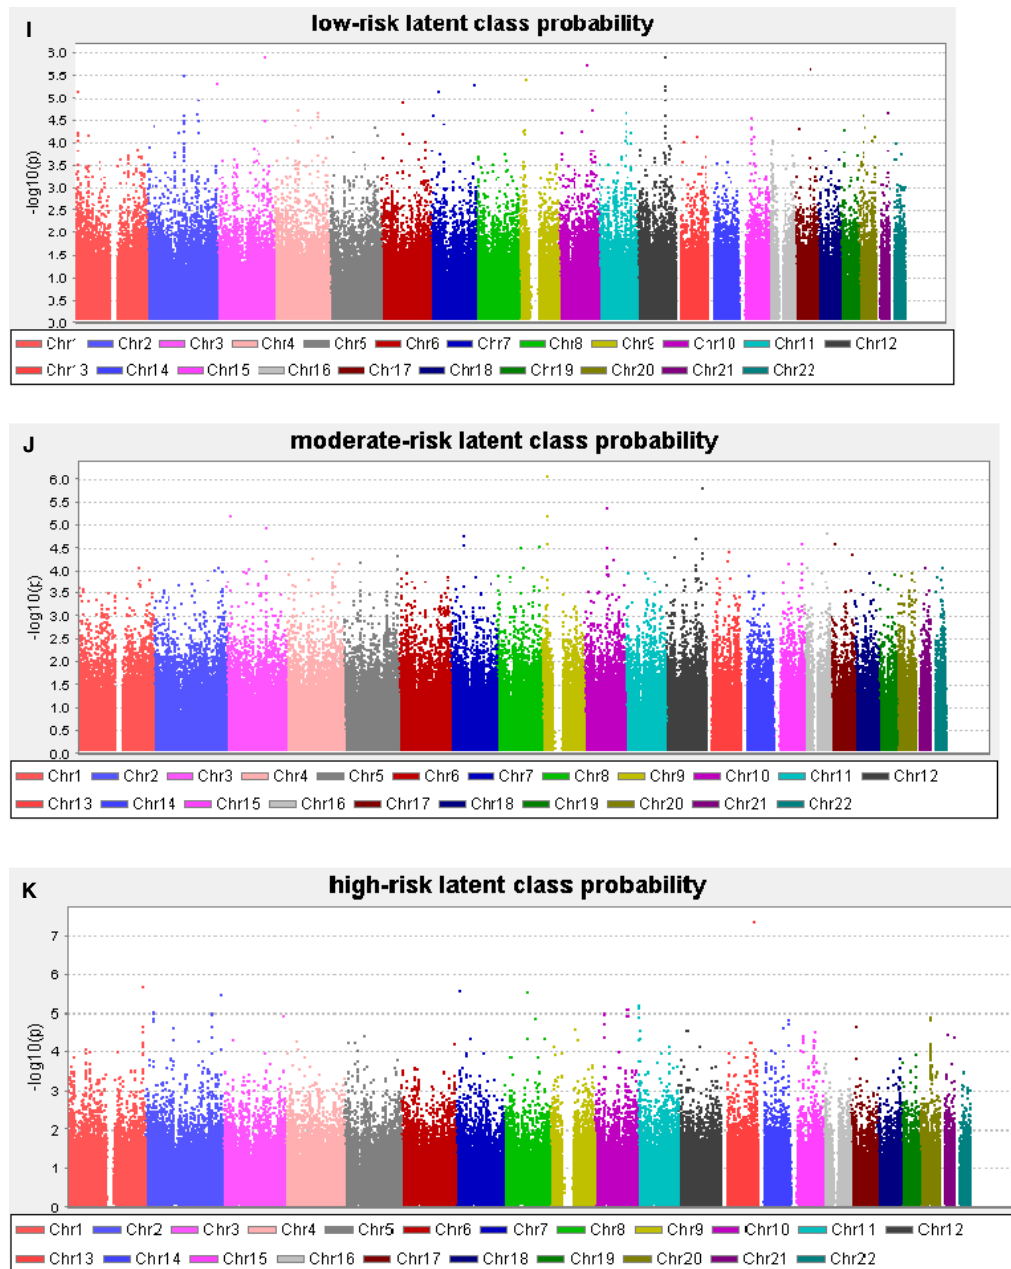 I
low-risk latent class probability
-log10(p)
5.5
5.0
4.5
4.0
3.5
3.0
2.5
2.0
1.5
1.0
Chr2 Chr3 Chr4 Chr5 Chr6 Chr7 Chr8 Chr9 Chr10 Chr11 Chr12
Chr13 Chr14 Chr15 Chr16 Chr17 Chr18 Chr19 Chr20 Chr21 Chr22
J
moderate-risk latent class probability
-log10(p)
6.0
5.5
5.0
4.5
4.0
3.5
3.0
2.5
2.0
1.5
1.0
0.5
0.0
Chr1 Chr2 Chr3 Chr4 Chr5 Chr6 Chr7 Chr8 Chr9 Chr10 Chr11 Chr12
Chr13 Chr14 Chr15 Chr16 Chr17 Chr18 Chr19 Chr20 Chr21 Chr22
K
high-risk latent class probability
-log10(p)
7
6
5
4
3
2
1
0
Chr1 Chr2 Chr3 Chr4 Chr5 Chr6 Chr7 Chr8 Chr9 Chr10 Chr11 Chr12
Chr13 Chr14 Chr15 Chr16 Chr17 Chr18 Chr19 Chr20 Chr21 Chr22